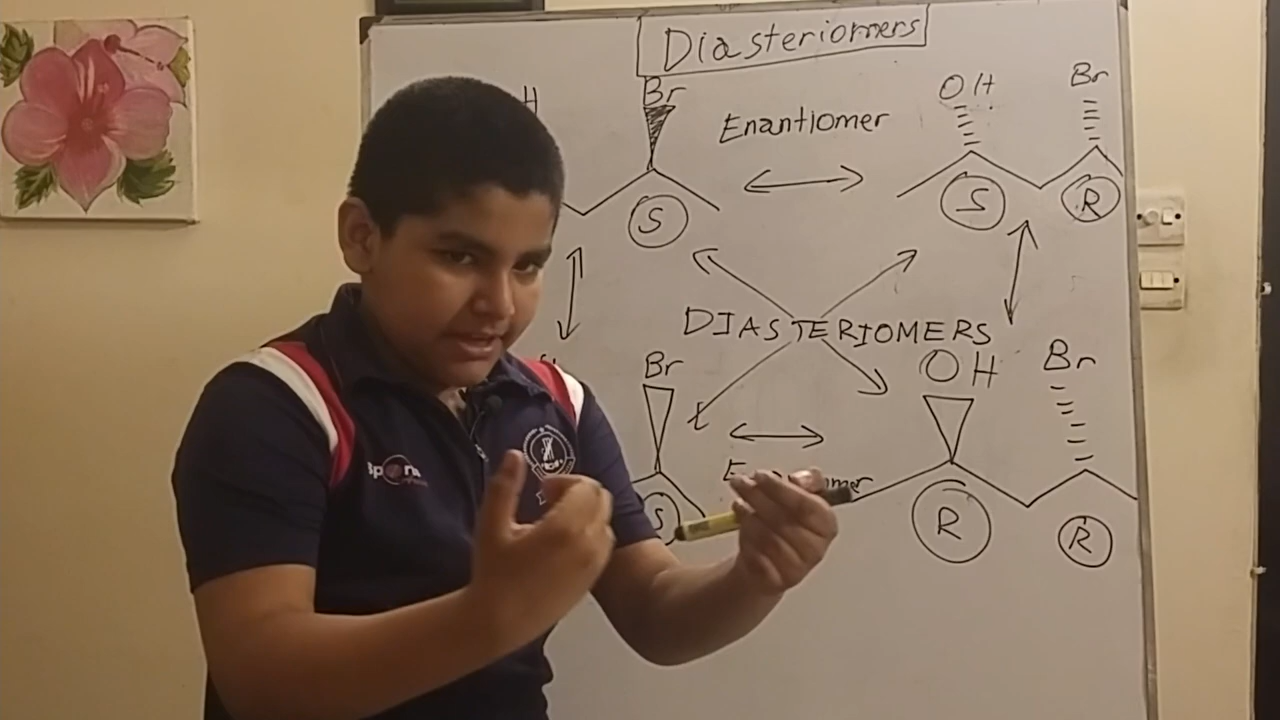 Diasteriomers
H
Br
Enantiomer
OH
Br
S
S
R
DIASTERIOMERS
Br
OH
Br
S
R
R